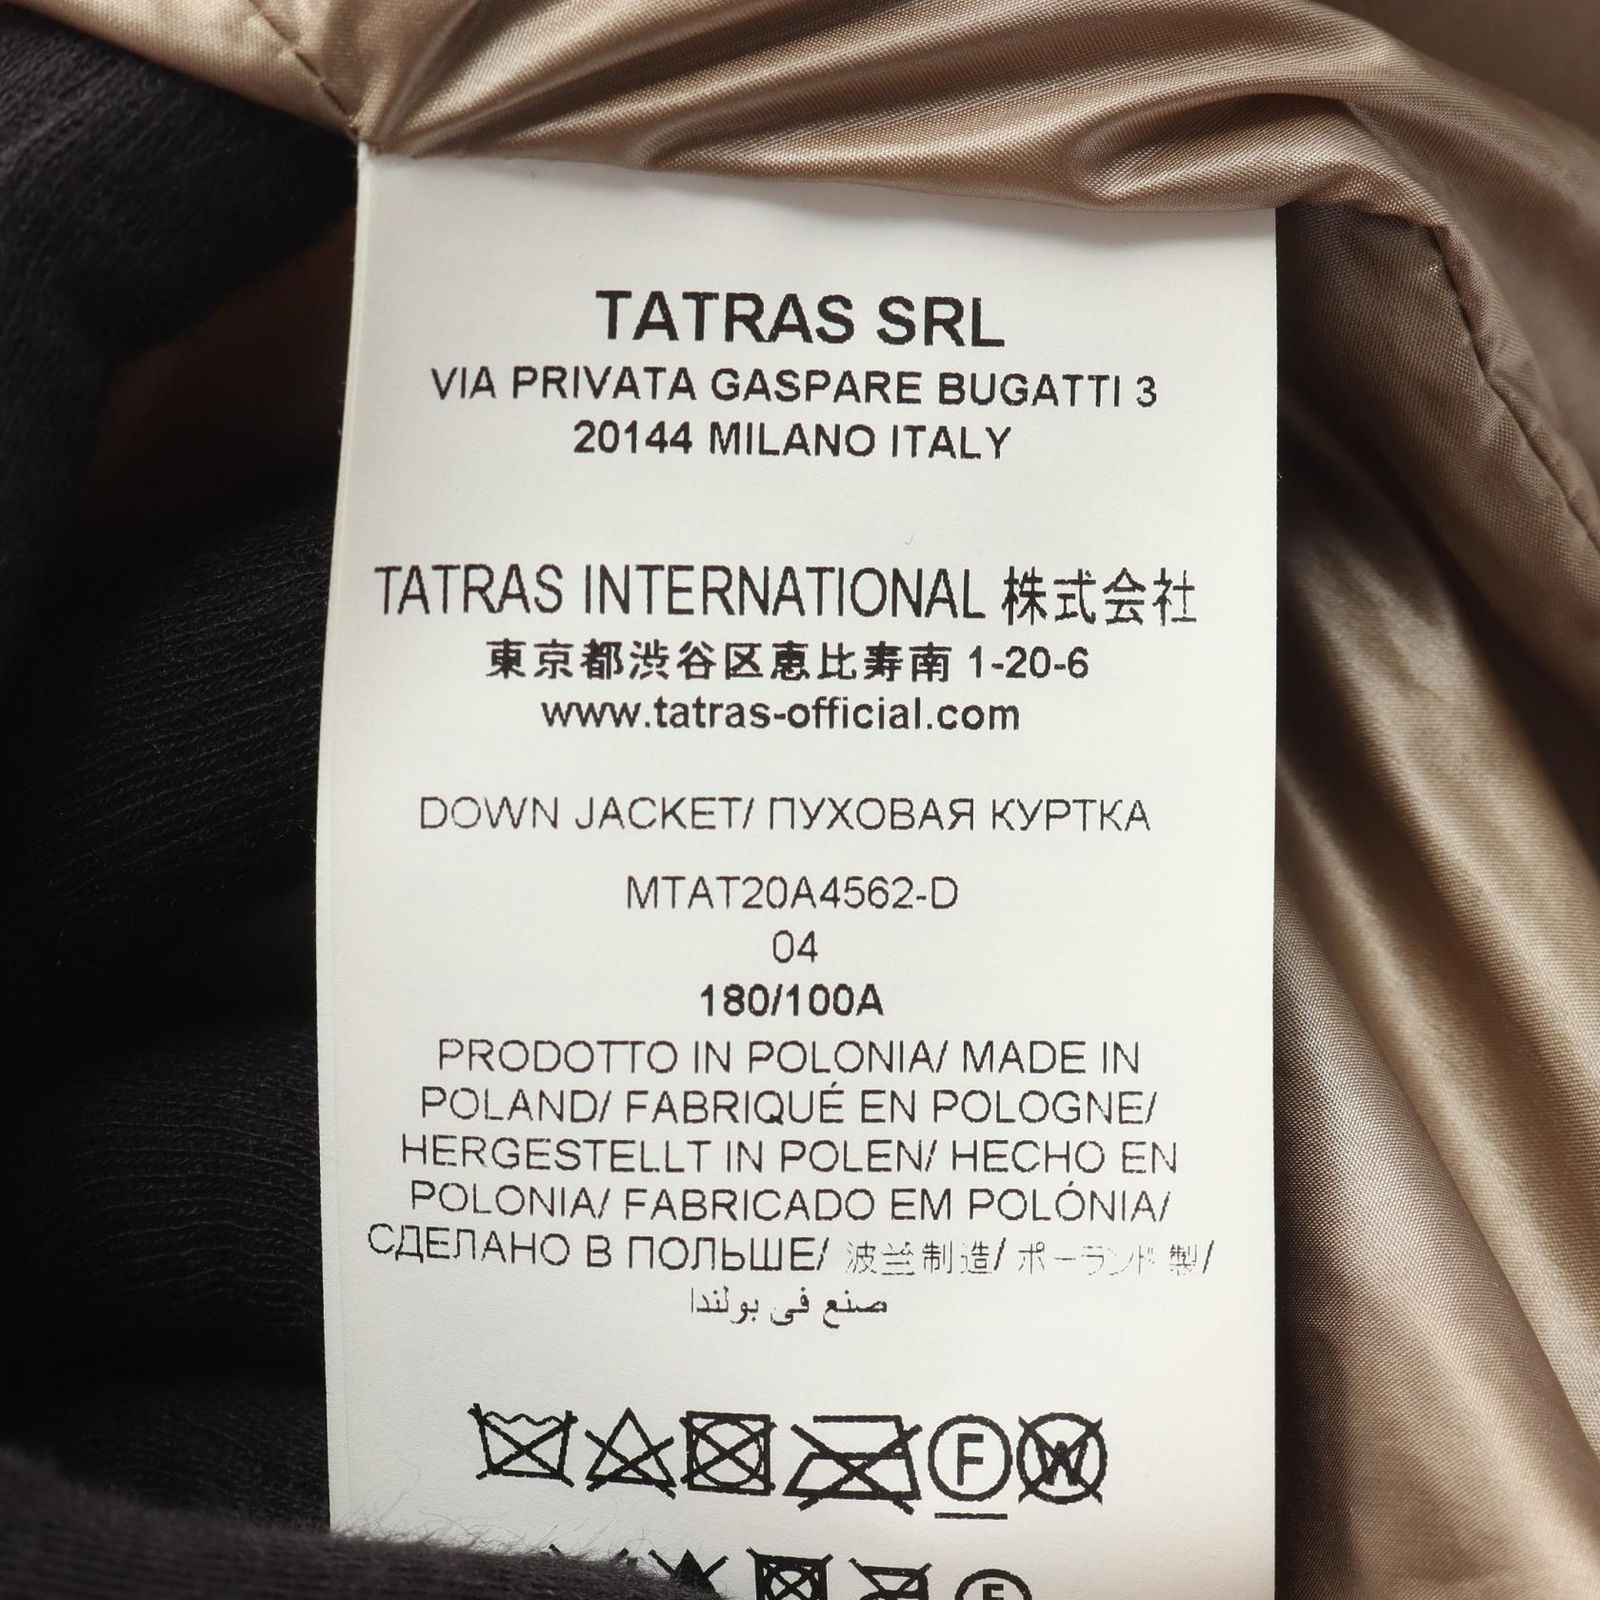 TATRAS SRL
VIA PRIVATA GASPARE BUGATTI 3
20144 MILANO ITALY
TATRAS INTERNATIONAL 株式会社
東京都渋谷区恵比寿南 1-20-6
www.tatras-official.com
DOWN JACKET/ ПУХОВАЯ КУРТКА
MTAT20A4562-D
04
180/100A
PRODOTTO IN POLONIA/ MADE IN
POLAND/ FABRIQUÉ EN POLOGNE/
HERGESTELLT IN POLEN/ HECHO EN
POLONIA/ FABRICADO EM POLÓNIA/
СДЕЛАНО В ПОЛЬШЕ/ 波兰制造/ ポーランド製/
صنع في بولندا
F W
F